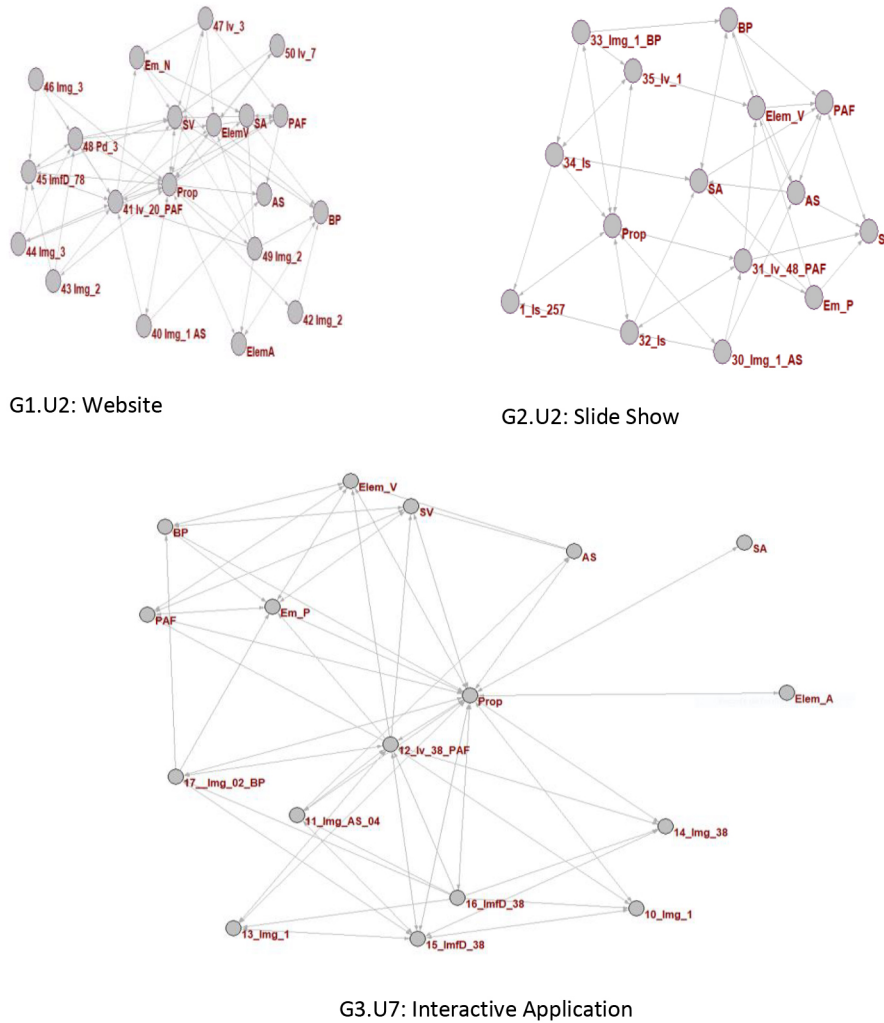 47 Iv_3
50 Iv_7
Em_N
46 Img_3
SV
ElemV
SA
PAF
48 Pd_3
45 ImfD_78
Prop
41 Iv_20_PAF
AS
BP
44 Img_3
49 Img_2
43 Img_2
40 Img_1 AS
42 Img_2
ElemA
G1.U2: Website
BP
33_Img_1_BP
35_Iv_1
Elem_V
PAF
34_Is
SA
AS
Prop
S
31_Iv_48_PAF
1_Is_257
Em_P
32_Is
30_Img_1_AS
G2.U2: Slide Show
Elem_V
SV
BP
AS
SA
PAF
Em_P
Prop
Elem_A
12_Iv_38_PAF
17__Img_02_BP
11_Img_AS_04
14_Img_38
16_ImfD_38
10_Img_1
13_Img_1
15_ImfD_38
G3.U7: Interactive Application